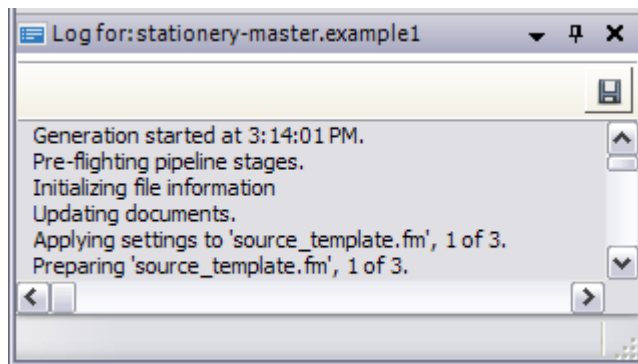 Log for: stationery-master.example1
Generation started at 3:14:01 PM.
Pre-flighting pipeline stages.
Initializing file information
Updating documents.
Applying settings to 'source_template.fm', 1 of 3.
Preparing 'source_template.fm', 1 of 3.